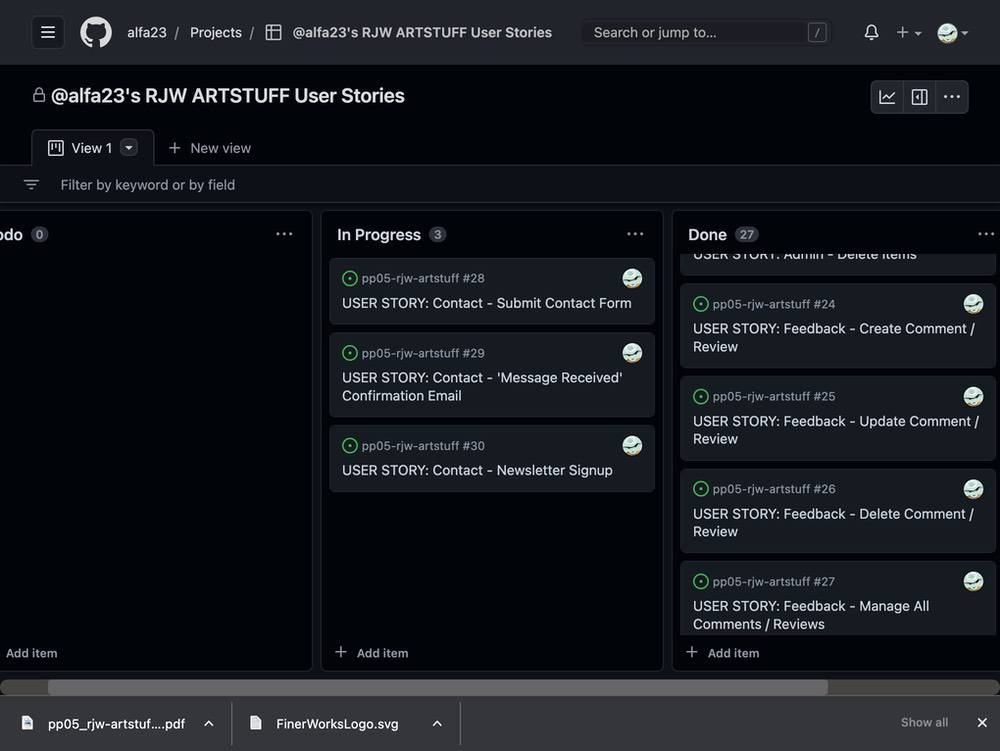 alfa23 / Projects / @alfa23's RJW ARTSTUFF User Stories Search or jump to... /
@alfa23's RJW ARTSTUFF User Stories
View 1 New view
Filter by keyword or by field
odo 0
Add item
In Progress 3
pp05-rjw-artstuff #28
USER STORY: Contact - Submit Contact Form
pp05-rjw-artstuff #29
USER STORY: Contact - 'Message Received'
Confirmation Email
pp05-rjw-artstuff #30
USER STORY: Contact - Newsletter Signup
Add item
Done 27
USER STORY: Admin - Delete Items
pp05-rjw-artstuff #24
USER STORY: Feedback - Create Comment /
Review
pp05-rjw-artstuff #25
USER STORY: Feedback - Update Comment /
Review
pp05-rjw-artstuff #26
USER STORY: Feedback - Delete Comment /
Review
pp05-rjw-artstuff #27
USER STORY: Feedback - Manage All
Comments / Reviews
Add item
pp05_rjw-artstuf....pdf FinerWorksLogo.svg Show all